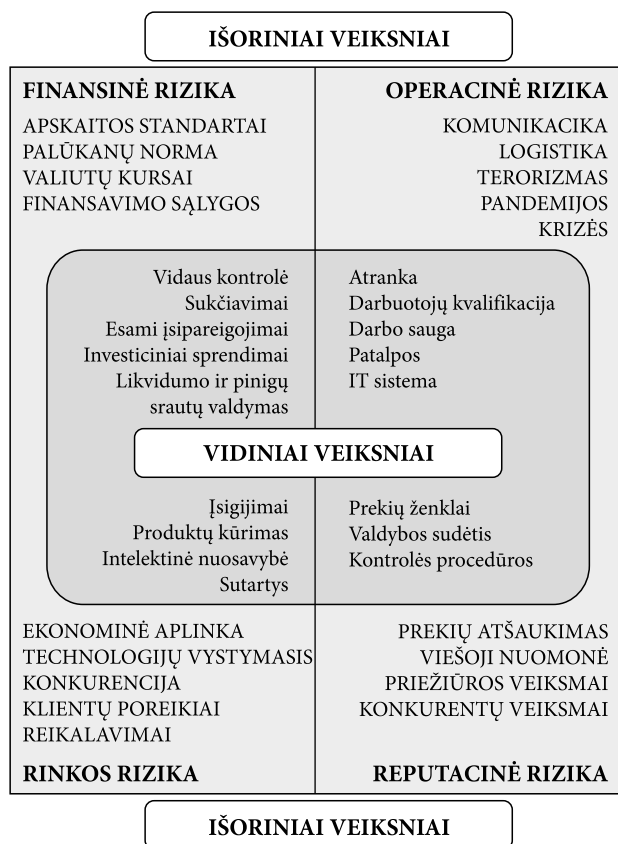 IŠORINIAI VEIKSNIAI
FINANSINĖ RIZIKA
APSKAITOS STANDARTAI
PALŪKANŲ NORMA
VALIUTŲ KURSAI
FINANSAVIMO SĄLYGOS
OPERACINĖ RIZIKA
KOMUNIKACIKA
LOGISTIKA
TERORIZMAS
PANDEMIJOS
KRIZĖS
Vidaus kontrolė
Sukčiavimai
Esami įsipareigojimai
Investiciniai sprendimai
Likvidumo ir pinigų
srautų valdymas
Atranka
Darbuotojų kvalifikacija
Darbo sauga
Patalpos
IT sistema
VIDINIAI VEIKSNIAI
Įsigijimai
Produktų kūrimas
Intelektinė nuosavybė
Sutartys
Prekių ženklai
Valdybos sudėtis
Kontrolės procedūros
EKONOMINĖ APLINKA
TECHNOLOGIJŲ VYSTYMASIS
KONKURENCIJA
KLIENTŲ POREIKIAI
REIKALAVIMAI
RINKOS RIZIKA
PREKIŲ ATŠAUKIMAS
VIEŠOJI NUOMONĖ
PRIEŽIŪROS VEIKSMAI
KONKURENTŲ VEIKSMAI
REPUTACINĖ RIZIKA
IŠORINIAI VEIKSNIAI